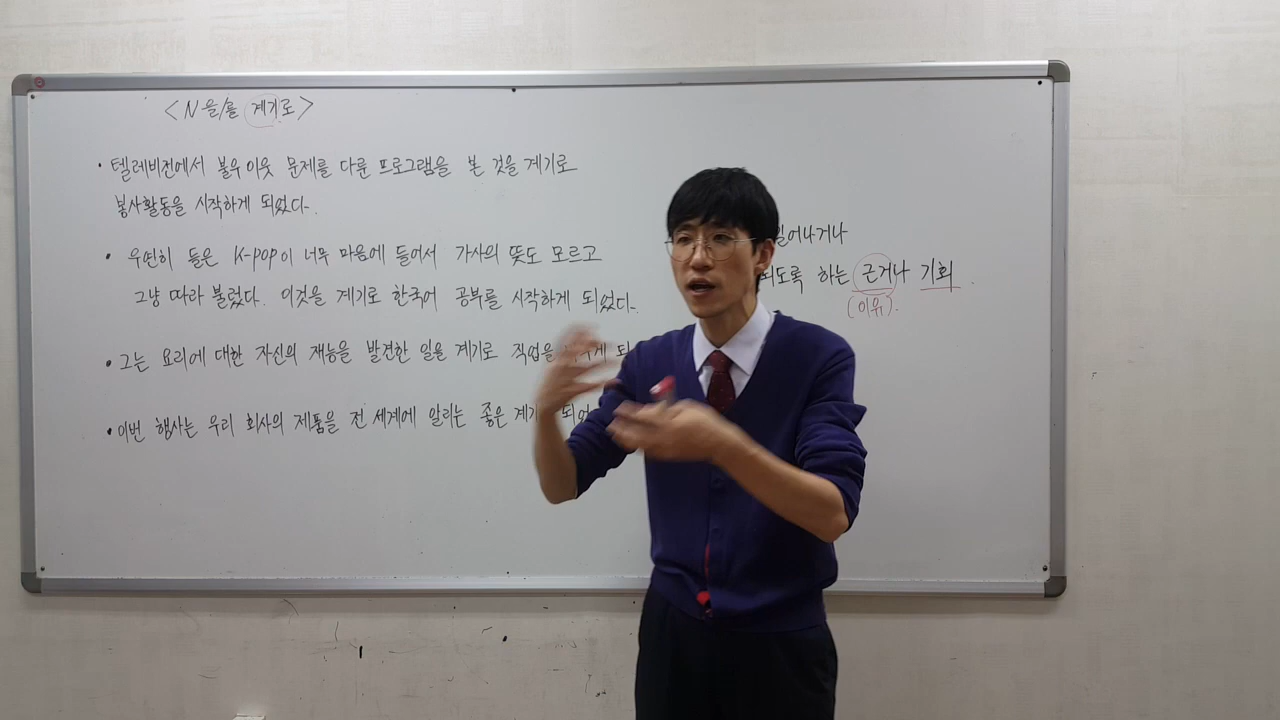 <N 을/를 계기로>
• 텔레비전에서 불우이웃 문제를 다룬 프로그램을 본 것을 계기로
봉사활동을 시작하게 되었다.
• 우연히 들은 K-pop이 너무 마음에 들어서 가사의 뜻도 모르고
그냥 따라 불렀다. 이것을 계기로 한국어 공부를 시작하게 되었다.
• 그는 요리에 대한 자신의 재능을 발견한 일을 계기로 직업을
• 이번 행사는 우리 회사의 제품을 전 세계에 알리는 좋은
일어나거나
되도록 하는 근거나 기회.
(이유).